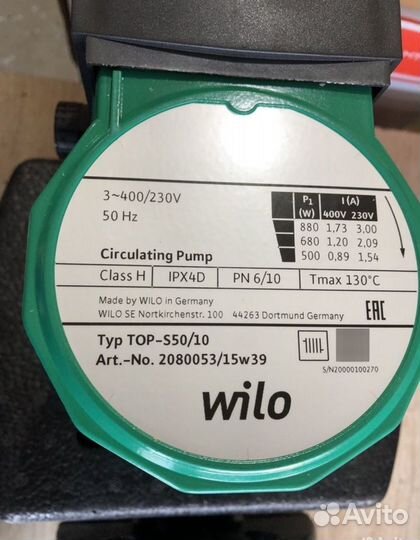 3~400/230V
50 Hz
P1 (W) I (A)
400V 230V
880 1,73 3.00
680 1,20 2.09
500 0,89 1,54
Circulating Pump
Class H IPX4D PN 6/10 Tmax 130°C
Made by WILO in Germany
WILO SE Nortkirchenstr. 100 44263 Dortmund Germany
EAC
Typ TOP-S50/10
Art.-No. 2080053/15w39
S/N20000100270
wilo
Avito